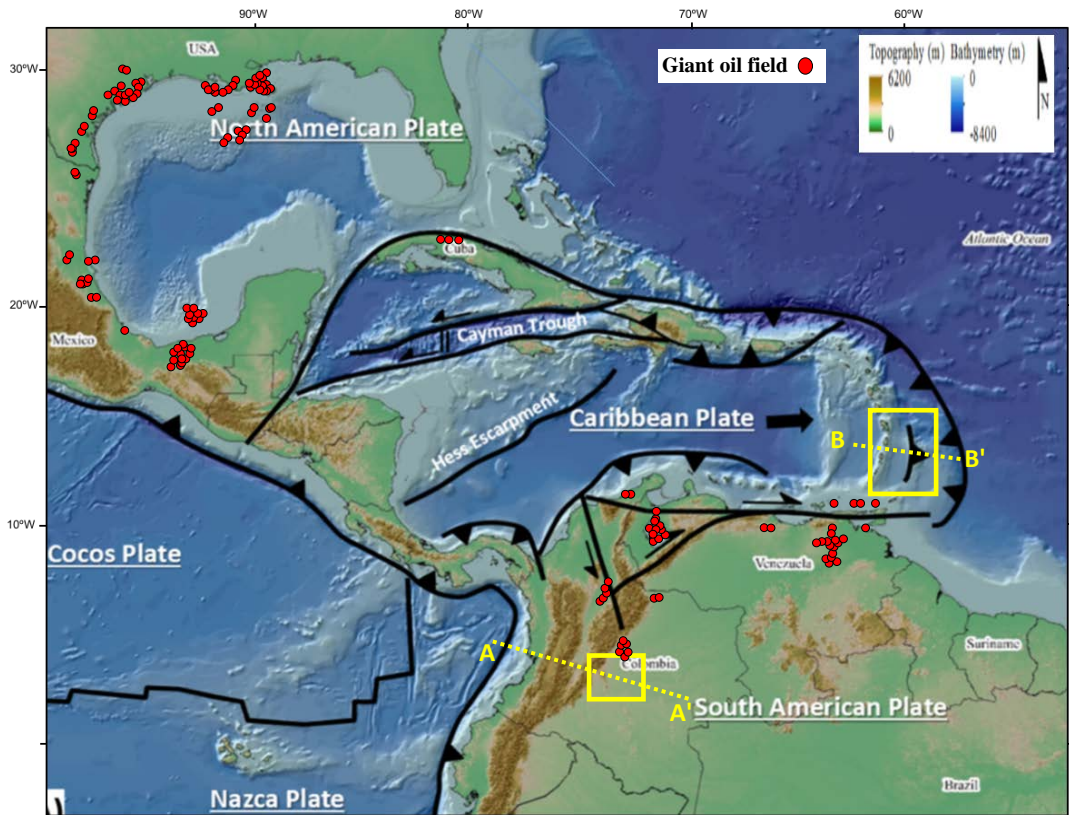 90°W
80°W
70°W
60°W
USA
Giant oil field
Topography (m) Bathymetry (m)
6200
0
0
-8400
N
30°N
North American Plate
Atlantic Ocean
Cuba
20°N
Mexico
Cayman Trough
Hess Escarpment
Caribbean Plate
B
B'
10°N
Cocos Plate
Venezuela
Suriname
A
Colombia
A'
South American Plate
Brazil
Nazca Plate